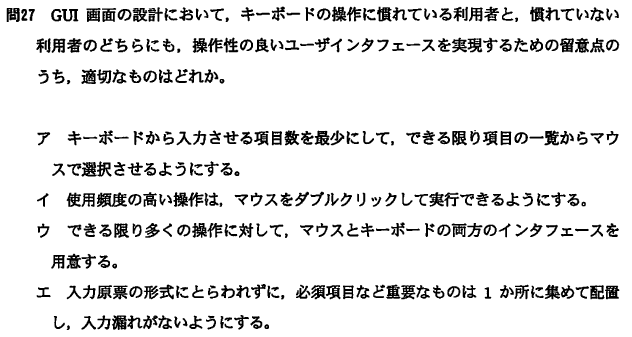 問27 GUI 画面の設計において，キーボードの操作に慣れている利用者と，慣れていない
利用者のどちらにも，操作性の良いユーザインタフェースを実現するための留意点の
うち，適切なものはどれか。
ア キーボードから入力させる項目数を最少にして，できる限り項目の一覧からマウ
スで選択させるようにする。
イ 使用頻度の高い操作は，マウスをダブルクリックして実行できるようにする。
ウ できる限り多くの操作に対して，マウスとキーボードの両方のインタフェースを
用意する。
エ 入力原票の形式にとらわれずに，必須項目など重要なものは 1 か所に集めて配置
し，入力漏れがないようにする。